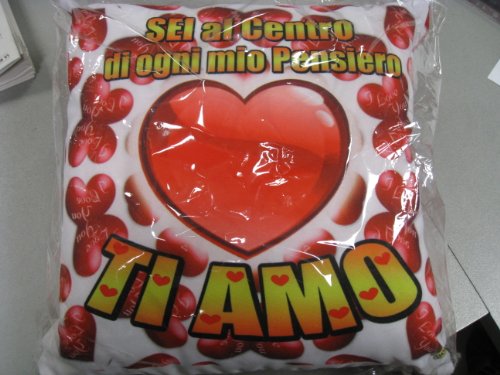 SEI al Centro
di ogni mio Pensiero
TI AMO